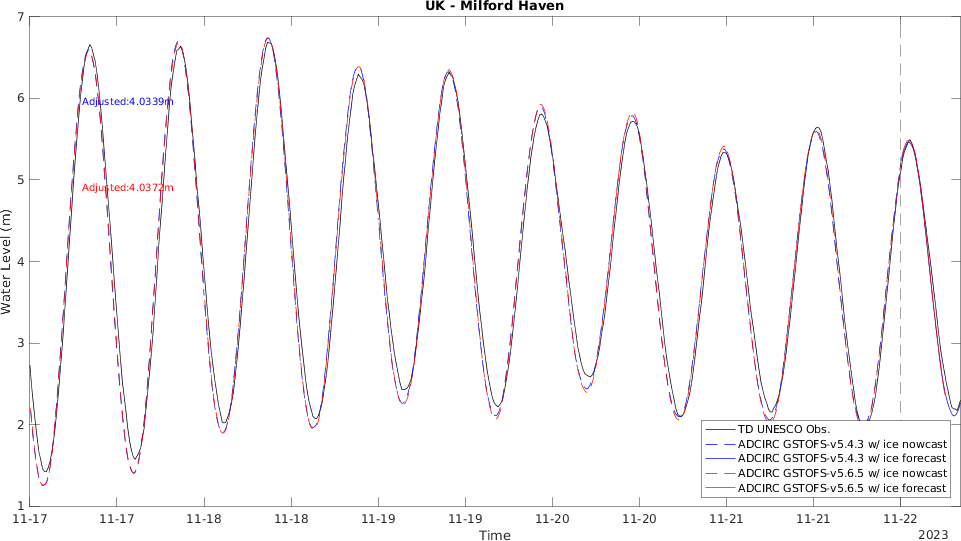 UK - Milford Haven
7
6
5
4
3
2
1
Water Level (m)
Adjusted:4.0339m
Adjusted:4.0372m
TD UNESCO Obs.
ADCIRC GSTOFS-v5.4.3 w/ ice nowcast
ADCIRC GSTOFS-v5.4.3 w/ ice forecast
ADCIRC GSTOFS-v5.6.5 w/ ice nowcast
ADCIRC GSTOFS-v5.6.5 w/ ice forecast
11-17 11-17 11-18 11-18 11-19 11-19 11-20 11-20 11-21 11-21 11-22
Time
2023